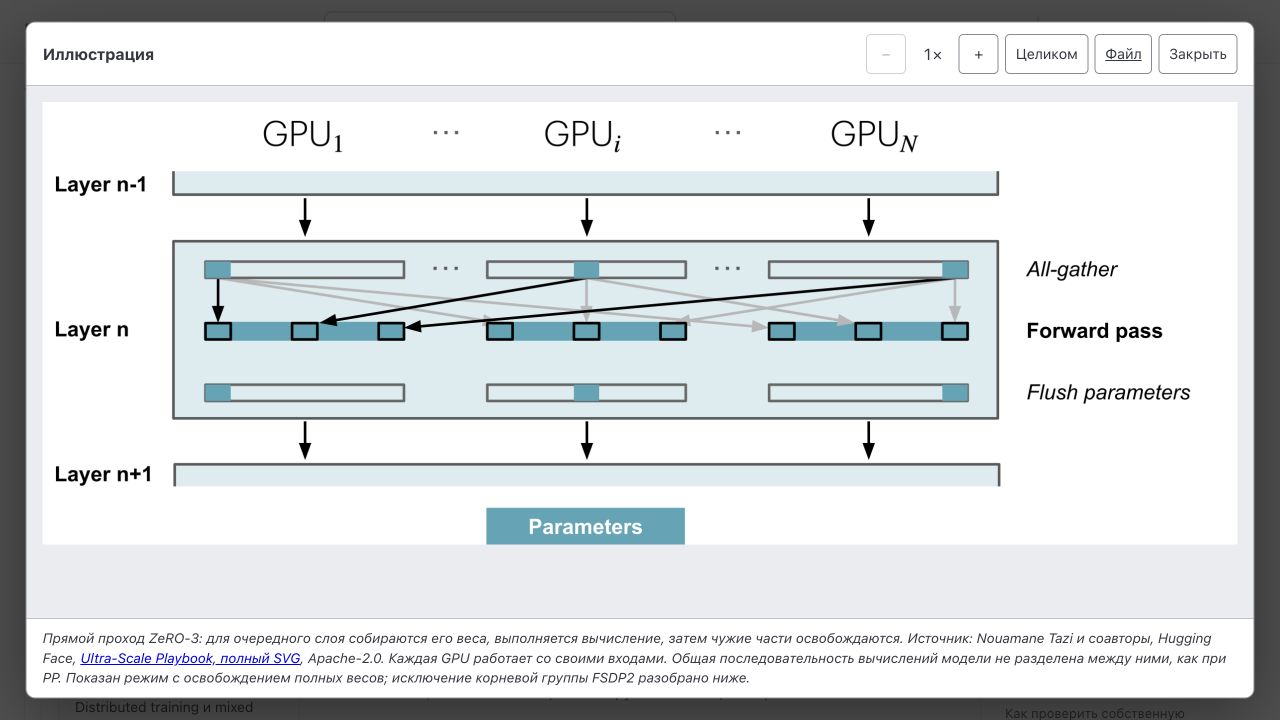 Иллюстрация
−
1×
+
Целиком
Файл
Закрыть
GPU1 ··· GPUi ··· GPUN
Layer n-1
··· ··· All-gather
Layer n
Forward pass
Flush parameters
Layer n+1
Parameters
Прямой проход ZeRO-3: для очередного слоя собираются его веса, выполняется вычисление, затем чужие части освобождаются. Источник: Nouamane Tazi и соавторы, Hugging
Face, Ultra-Scale Playbook, полный SVG, Apache-2.0. Каждая GPU работает со своими входами. Общая последовательность вычислений модели не разделена между ними, как при
PP. Показан режим с освобождением полных весов; исключение корневой группы FSDP2 разобрано ниже.
Distributed training и mixed
Как проверить собственную